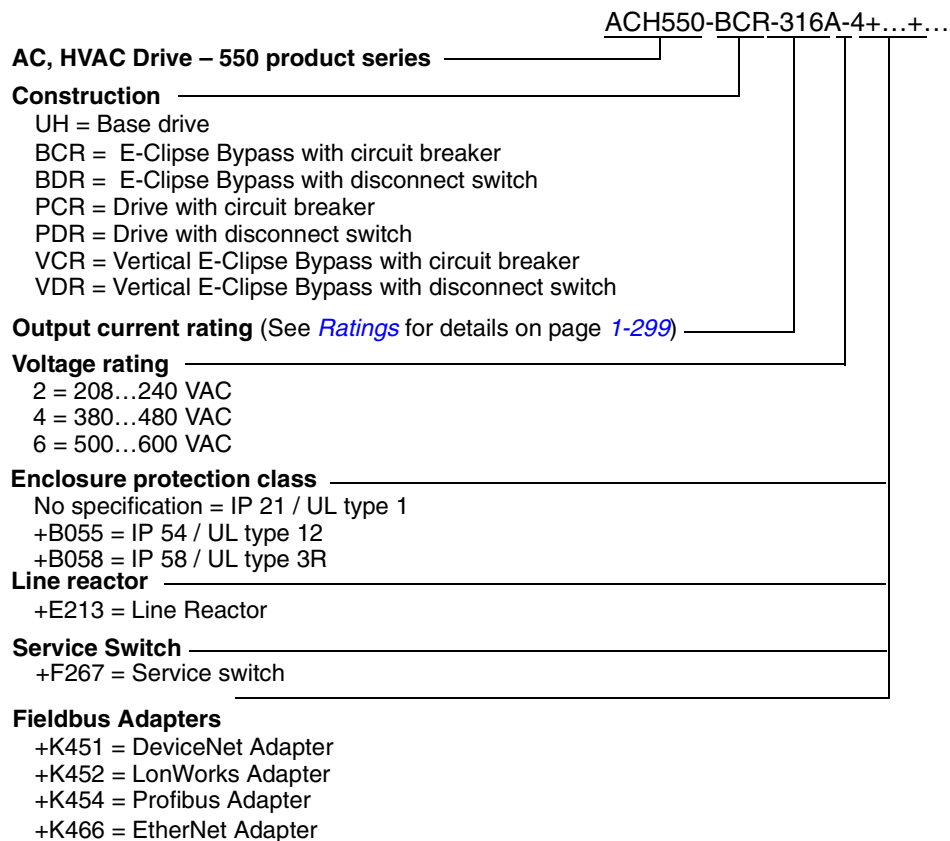 ACH550-BCR-316A-4+…+…
AC, HVAC Drive – 550 product series
Construction
UH = Base drive
BCR = E-Clipse Bypass with circuit breaker
BDR = E-Clipse Bypass with disconnect switch
PCR = Drive with circuit breaker
PDR = Drive with disconnect switch
VCR = Vertical E-Clipse Bypass with circuit breaker
VDR = Vertical E-Clipse Bypass with disconnect switch
Output current rating (See Ratings for details on page 1-299)
Voltage rating
2 = 208…240 VAC
4 = 380…480 VAC
6 = 500…600 VAC
Enclosure protection class
No specification = IP 21 / UL type 1
+B055 = IP 54 / UL type 12
+B058 = IP 58 / UL type 3R
Line reactor
+E213 = Line Reactor
Service Switch
+F267 = Service switch
Fieldbus Adapters
+K451 = DeviceNet Adapter
+K452 = LonWorks Adapter
+K454 = Profibus Adapter
+K466 = EtherNet Adapter